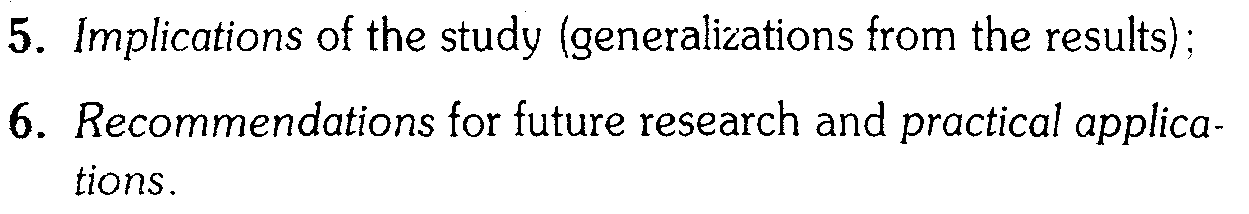 5. Implications of the study (generalizations from the results);
6. Recommendations for future research and practical applica-
tions.